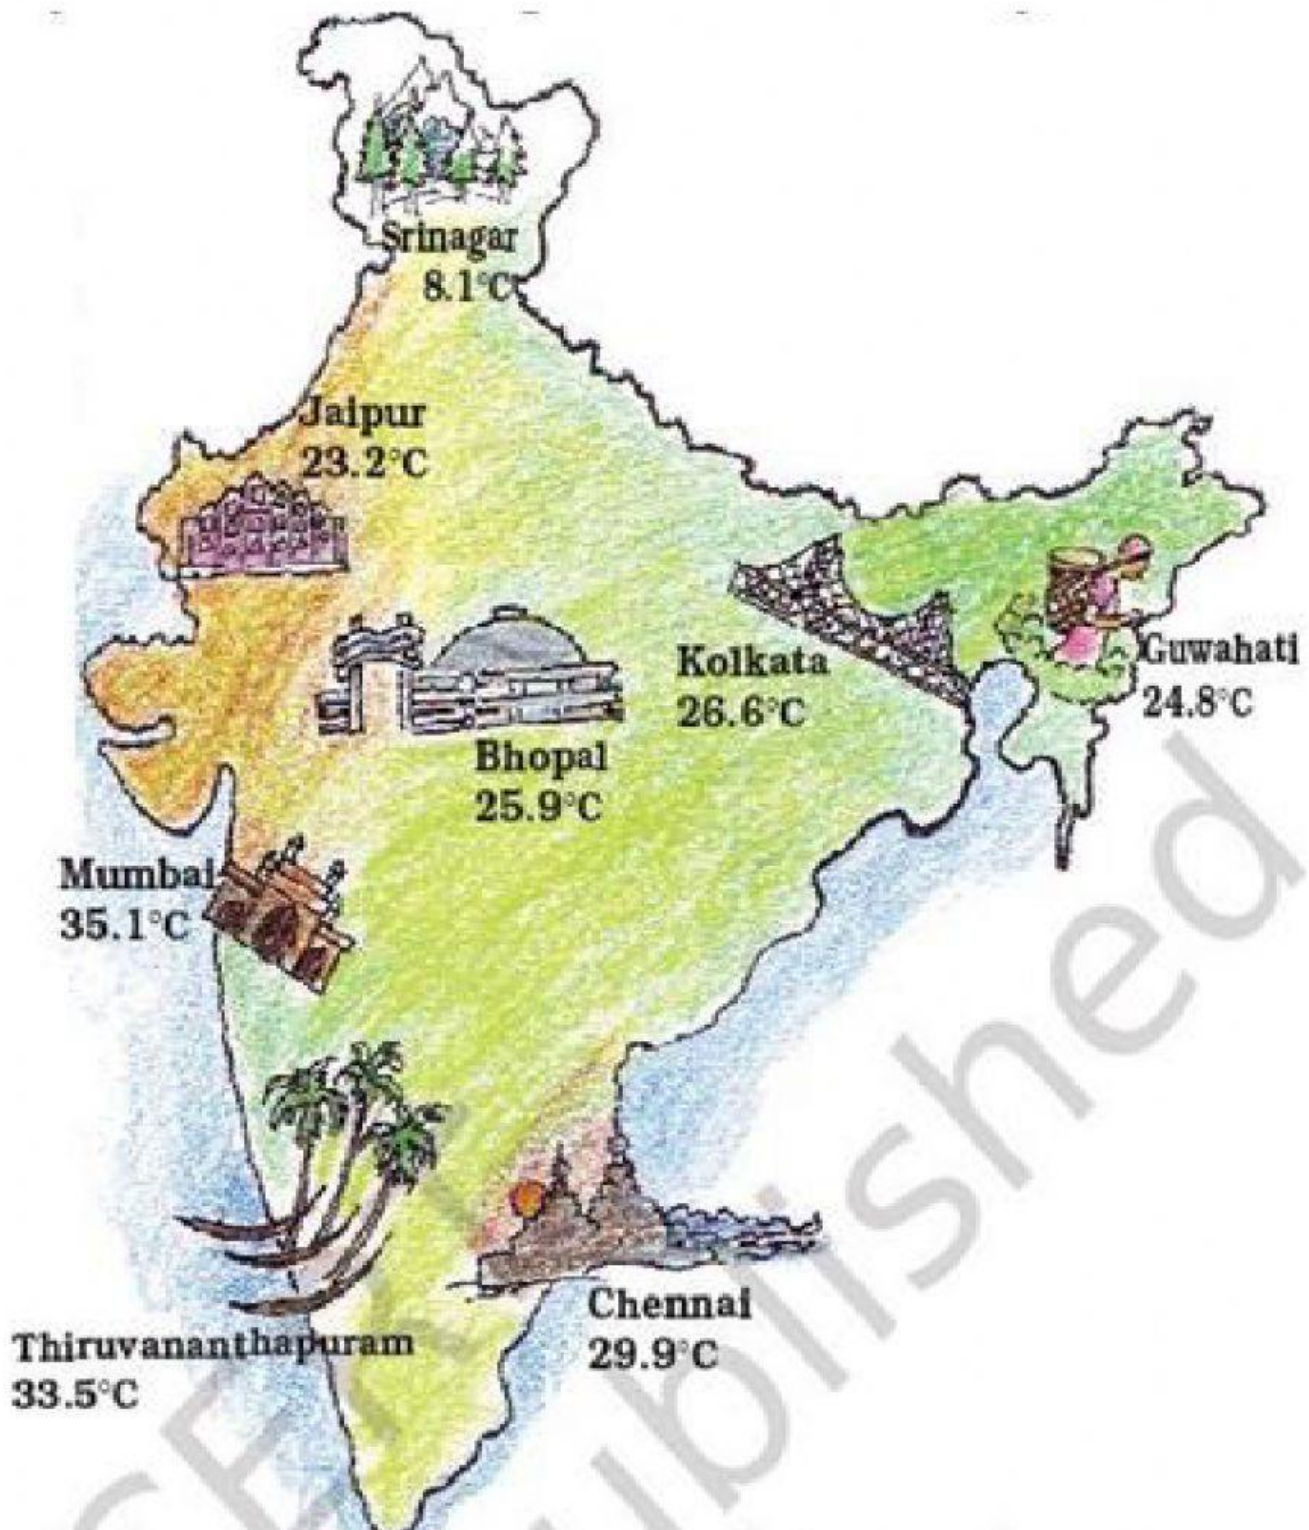 Srinagar
8.1°C
Jaipur
23.2°C
Kolkata
26.6°C
Guwahati
24.8°C
Bhopal
25.9°C
Mumbai
35.1°C
Chennai
29.9°C
Thiruvananthapuram
33.5°C